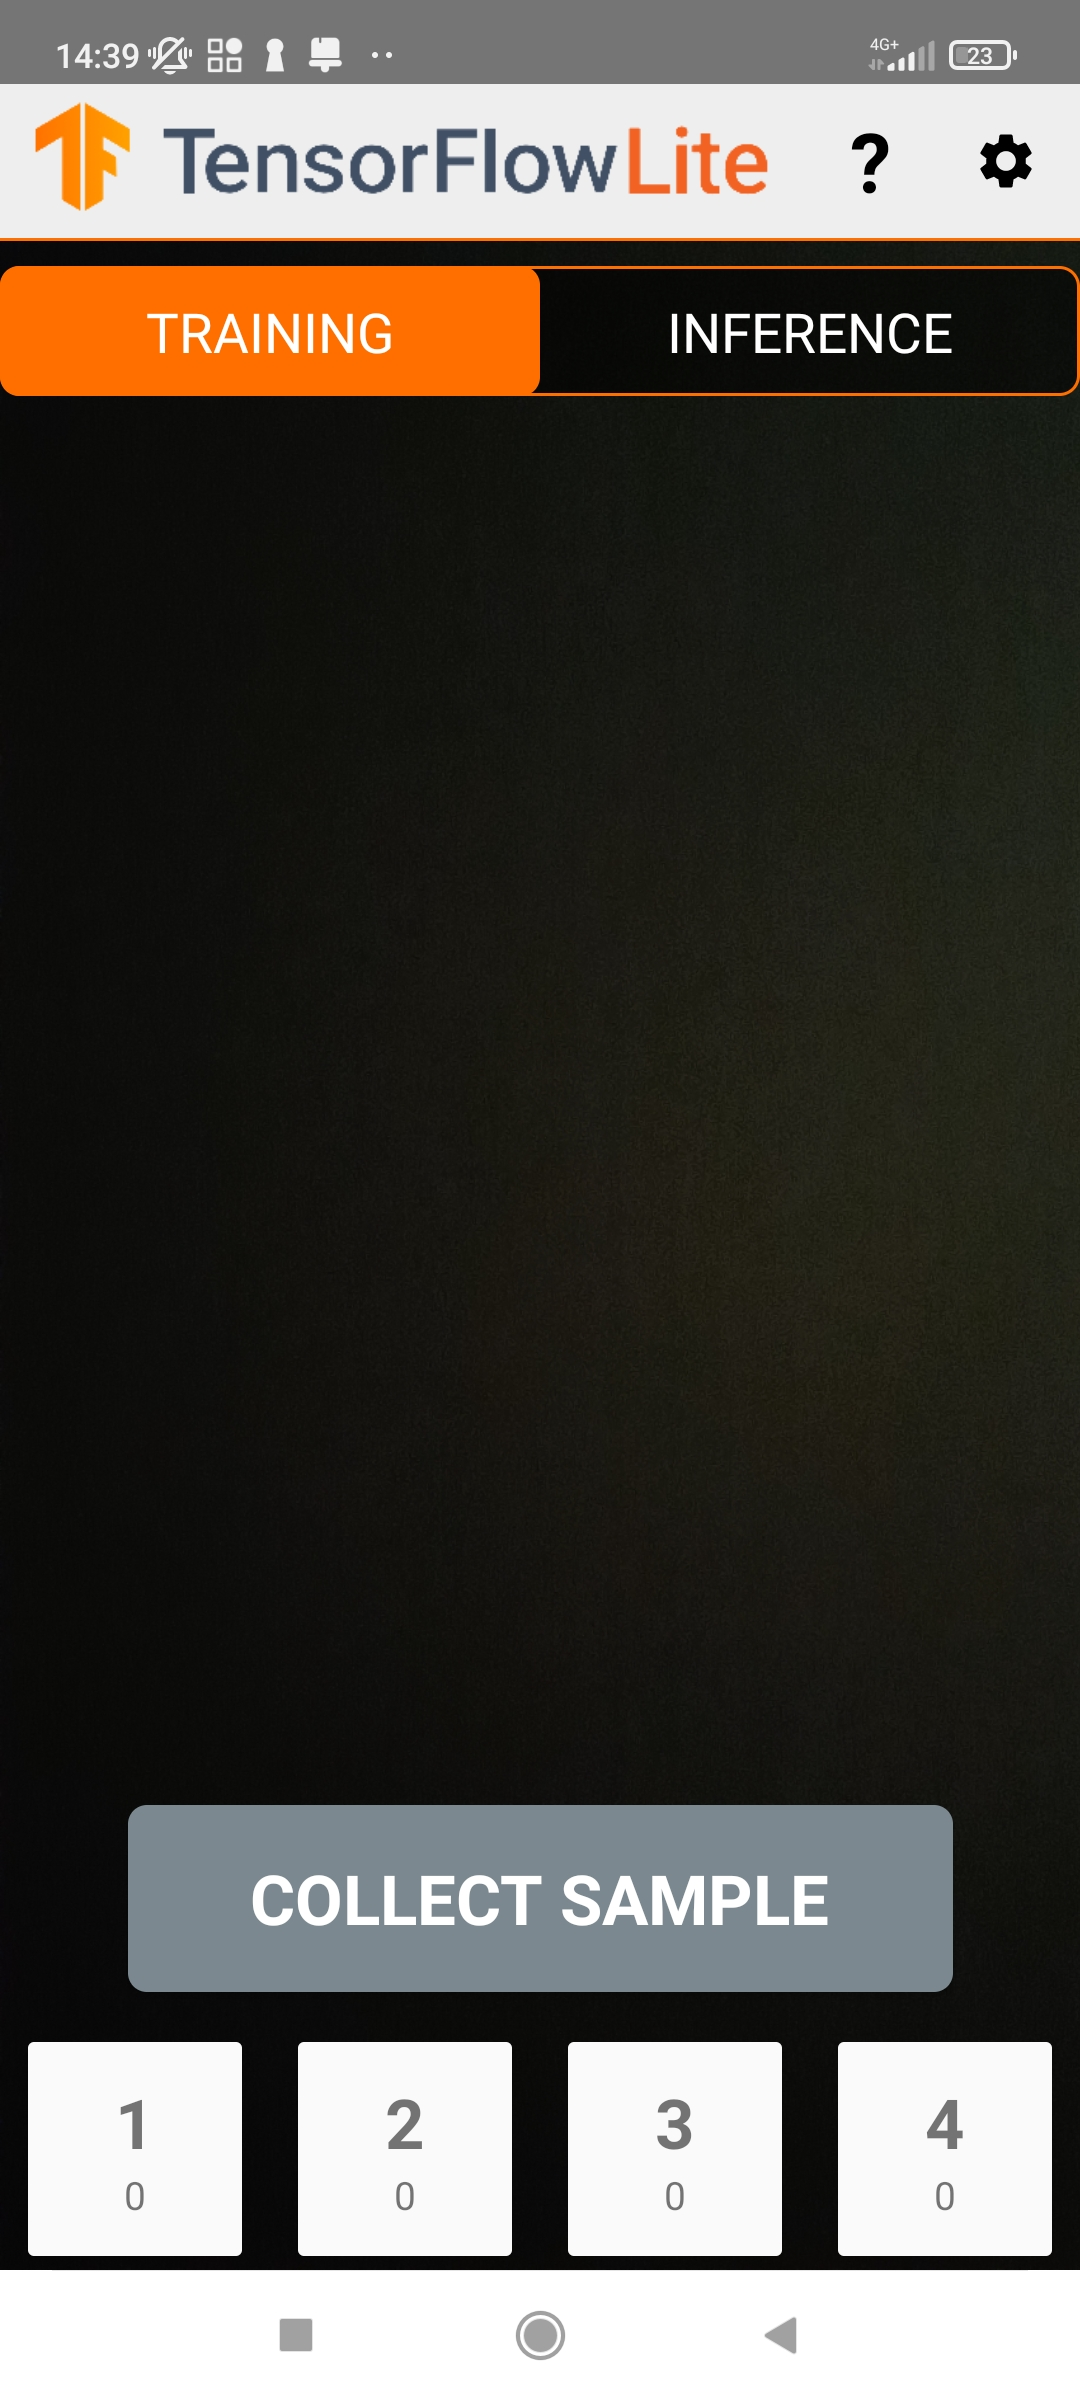 14:39
4G+
23
TensorFlowLite
?
TRAINING
INFERENCE
COLLECT SAMPLE
1
0
2
0
3
0
4
0